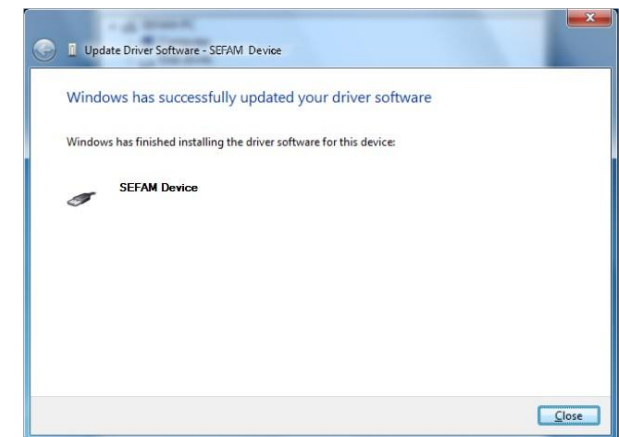 Update Driver Software - SEFAM Device
Windows has successfully updated your driver software
Windows has finished installing the driver software for this device:
SEFAM Device
Close